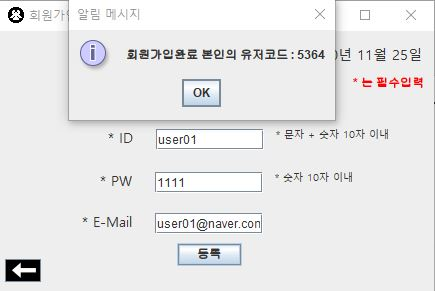 회원가
알림 메시지
회원가입완료 본인의 유저코드 : 5364
년 11월 25일
OK
* 는 필수입력
* ID
user01
* 문자 + 숫자 10자 이내
* PW
1111
* 숫자 10자 이내
* E-Mail
user01@naver.con
등록